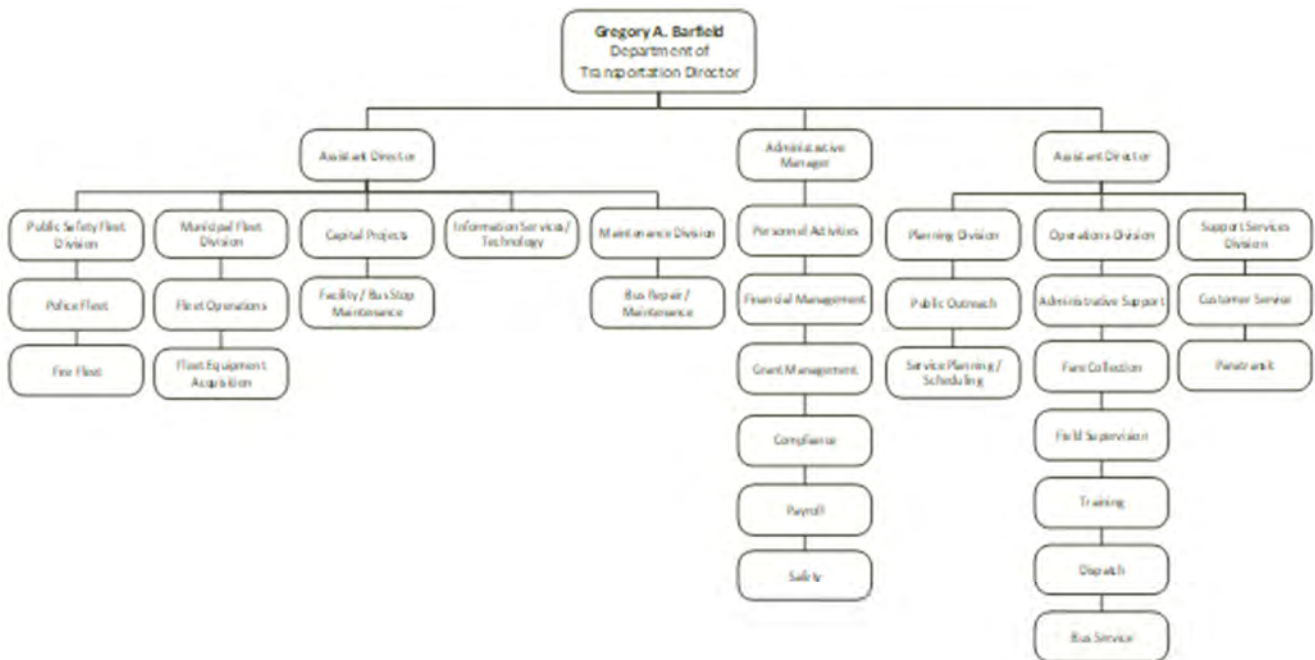 Gregory A. Barfield
Department of
Transportation Director
Assistant Director
Administrative
Manager
Assistant Director
Public Safety Fleet
Division
Municipal Fleet
Division
Capital Projects
Information Services /
Technology
Maintenance Division
Personnel Activities
Planning Division
Operations Division
Support Services
Division
Police Fleet
Fleet Operations
Facility / Bus Stop
Maintenance
Bus Repair /
Maintenance
Financial Management
Public Outreach
Administrative Support
Customer Service
Fire Fleet
Fleet Equipment
Acquisition
Grant Management
Service Planning /
Scheduling
Fare Collection
Paratransit
Compliance
Field Supervision
Payroll
Training
Safety
Dispatch
Bus Service